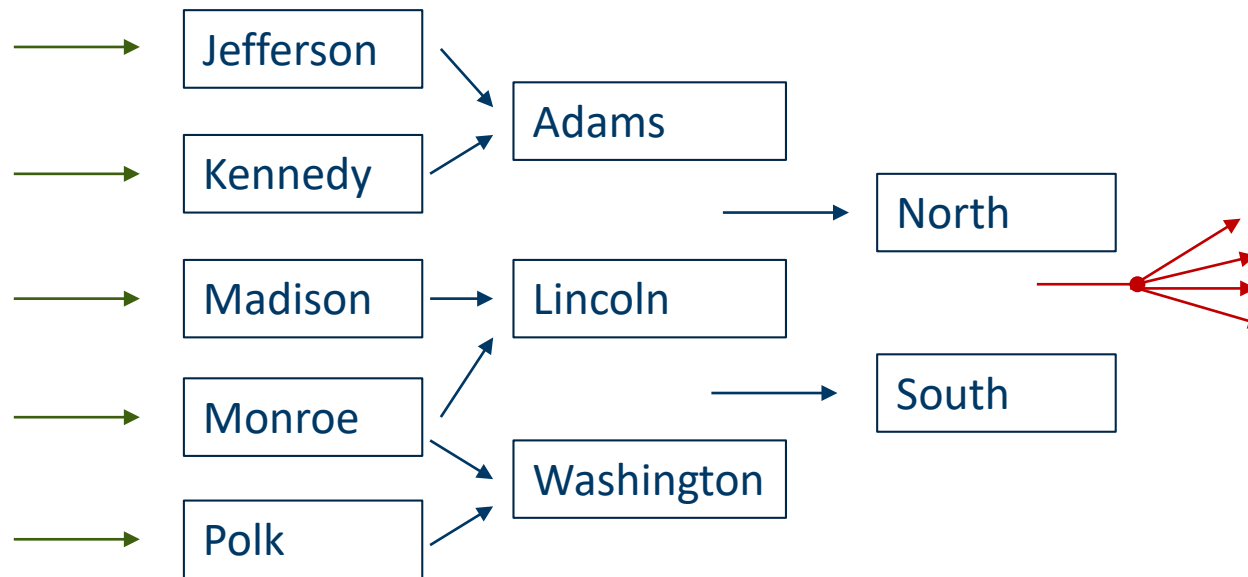 Jefferson
Kennedy
Madison
Monroe
Polk
Adams
Lincoln
Washington
North
South